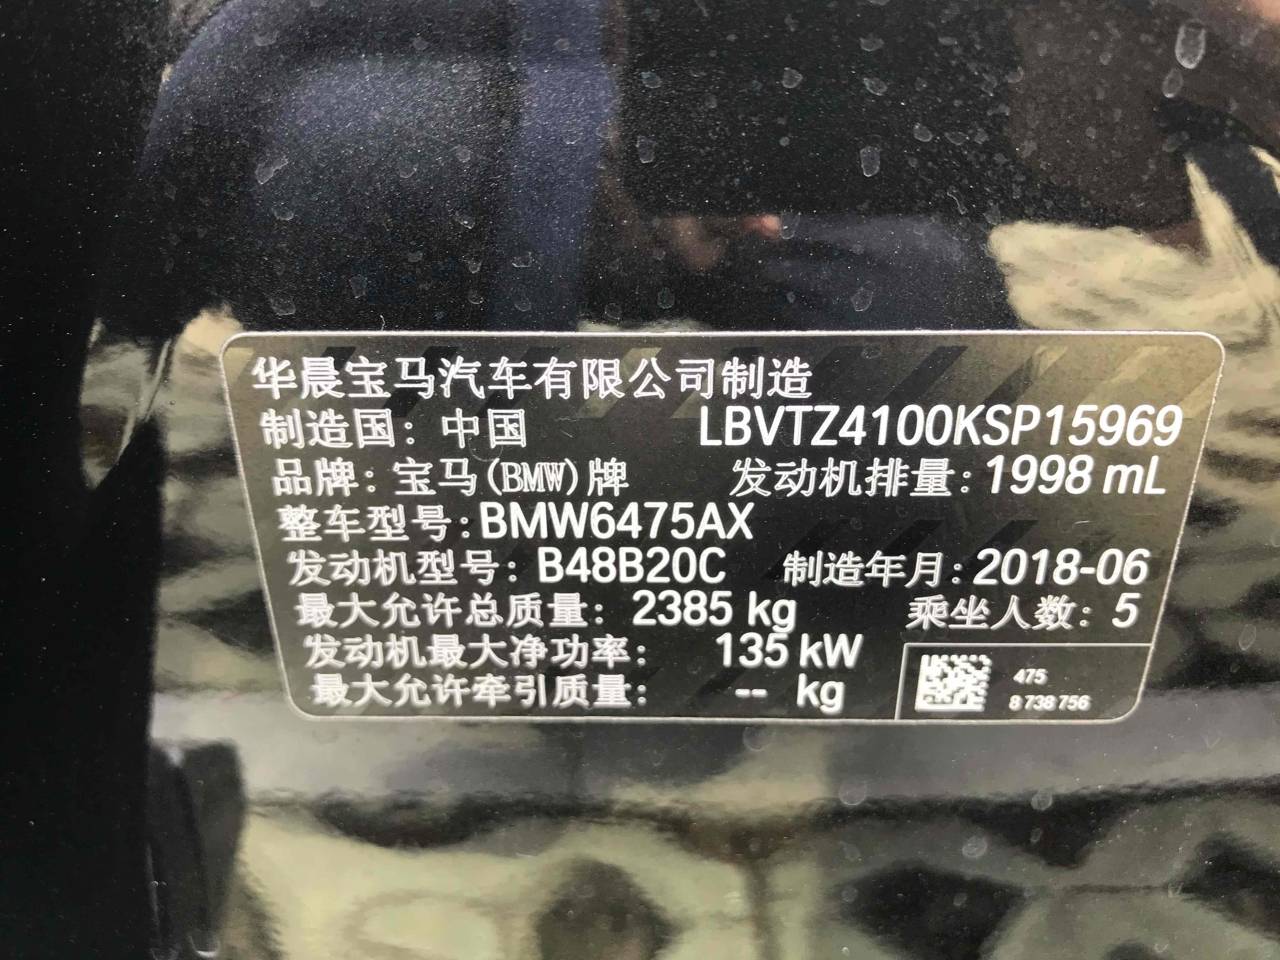 华晨宝马汽车有限公司制造
制造国：中国 LBVTZ4100KSP15969
品牌：宝马(BMW)牌 发动机排量：1998 mL
整车型号：BMW6475AX
发动机型号：B48B20C 制造年月：2018-06
最大允许总质量：2385 kg 乘坐人数：5
发动机最大净功率：135 kW
最大允许牵引质量：-- kg
475
8 738 756